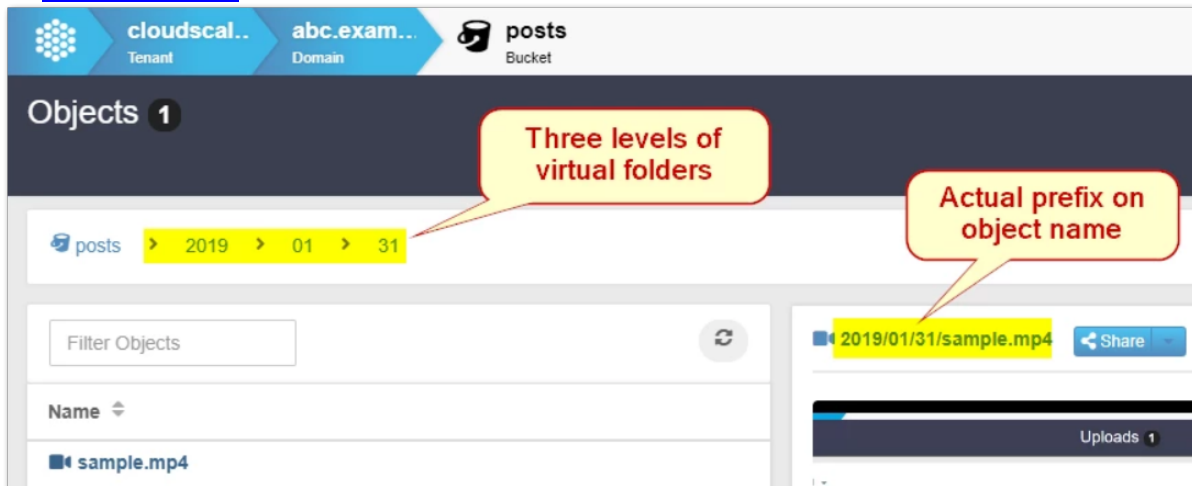 cloudscal.. abc.exam... posts
Tenant Domain Bucket
Objects 1
Three levels of
virtual folders
Actual prefix on
object name
posts > 2019 > 01 > 31
Filter Objects
2019/01/31/sample.mp4 Share
Name
Uploads 1
sample.mp4